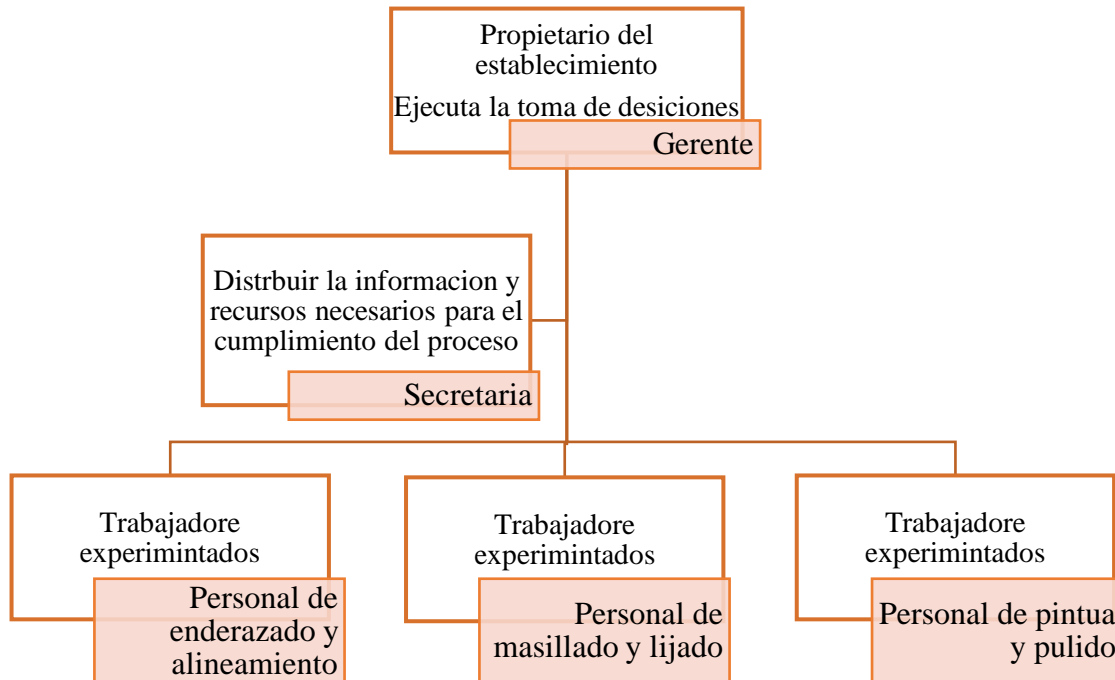 Propietario del
establecimiento
Ejecuta la toma de desiciones
Gerente
Distrbuir la informacion y
recursos necesarios para el
cumplimiento del proceso
Secretaria
Trabajadore
experimintados
Personal de
enderazado y
alineamiento
Trabajadore
experimintados
Personal de
masillado y lijado
Trabajadore
experimintados
Personal de pintua
y pulido